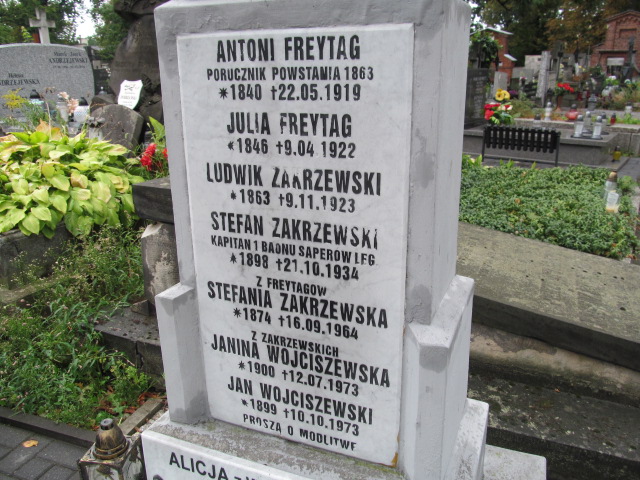 ANTONI FREYTAG
PORUCZNIK POWSTANIA 1863
*1840 †22.05.1919
JULIA FREYTAG
*1846 †9.04.1922
LUDWIK ZAKRZEWSKI
*1863 †9.11.1923
STEFAN ZAKRZEWSKI
KAPITAN 1 BAONU SAPERÓW LEG
*1898 †21.10.1934
Z FREYTAGÓW
STEFANIA ZAKRZEWSKA
*1874 †16.09.1964
Z ZAKRZEWSKICH
JANINA WOJCISZEWSKA
*1900 †12.07.1973
JAN WOJCISZEWSKI
*1899 †10.10.1973
PROSZĄ O MODLITWĘ
ALICJA